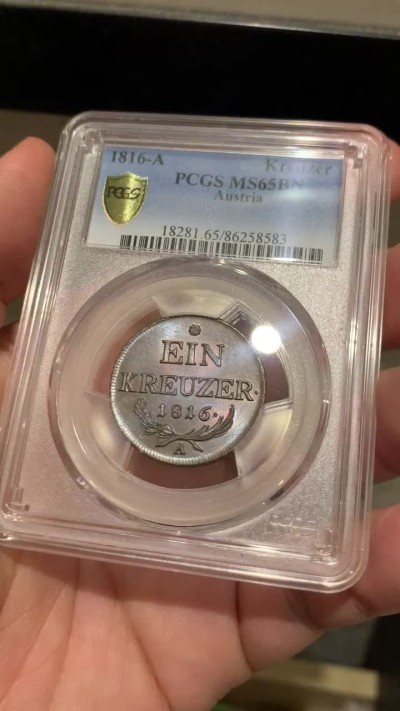 1816-A Kreuzer
PCGS PCGS MS65BN
Austria
18281.65/86258583
EIN
KREUZER·
·1816·
A